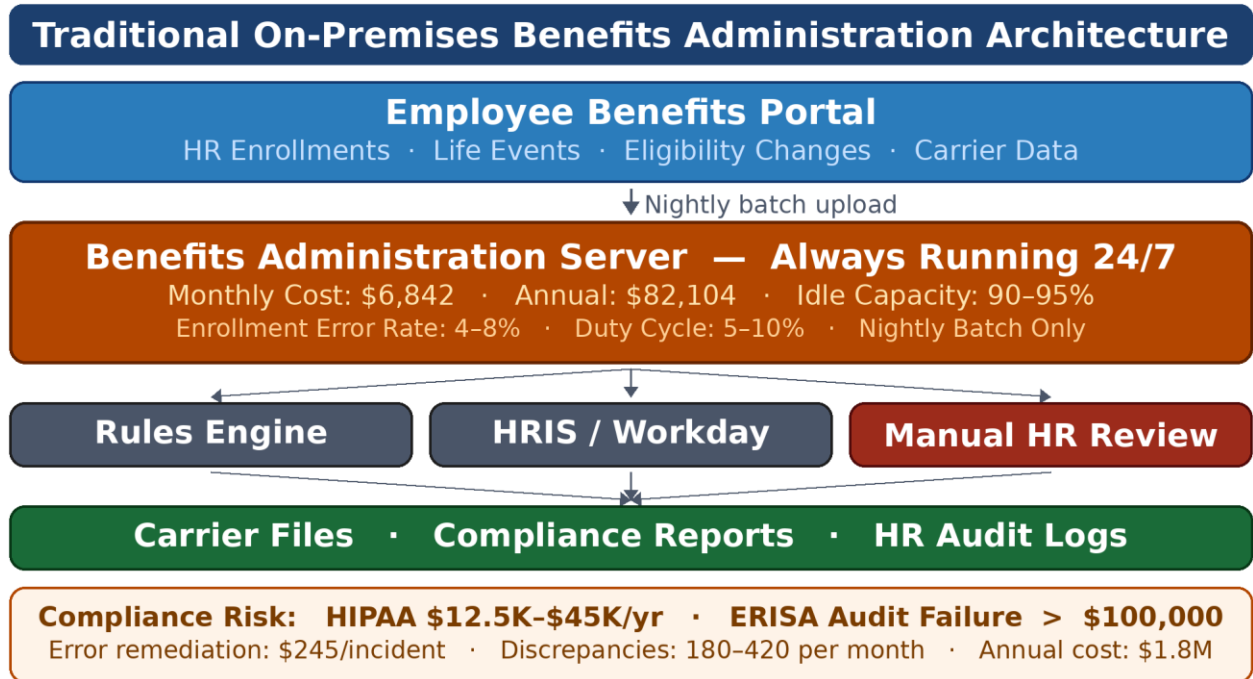 Traditional On-Premises Benefits Administration Architecture
Employee Benefits Portal
HR Enrollments · Life Events · Eligibility Changes · Carrier Data
Nightly batch upload
Benefits Administration Server — Always Running 24/7
Monthly Cost: $6,842 · Annual: $82,104 · Idle Capacity: 90–95%
Enrollment Error Rate: 4–8% · Duty Cycle: 5–10% · Nightly Batch Only
Rules Engine
HRIS / Workday
Manual HR Review
Carrier Files · Compliance Reports · HR Audit Logs
Compliance Risk: HIPAA $12.5K–$45K/yr · ERISA Audit Failure > $100,000
Error remediation: $245/incident · Discrepancies: 180–420 per month · Annual cost: $1.8M